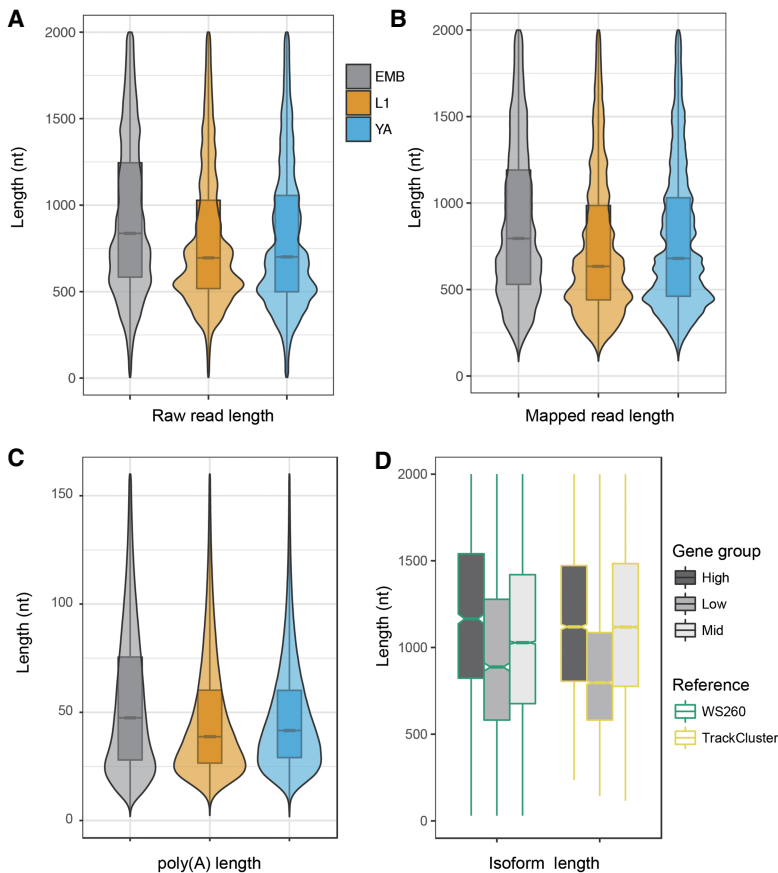 A
Length (nt)
2000
1500
1000
500
0
Raw read length
EMB
L1
YA
B
Length (nt)
2000
1500
1000
500
0
Mapped read length
C
Length (nt)
150
100
50
0
poly(A) length
D
Length (nt)
2000
1500
1000
500
0
Isoform length
Gene group
High
Low
Mid
Reference
WS260
TrackCluster